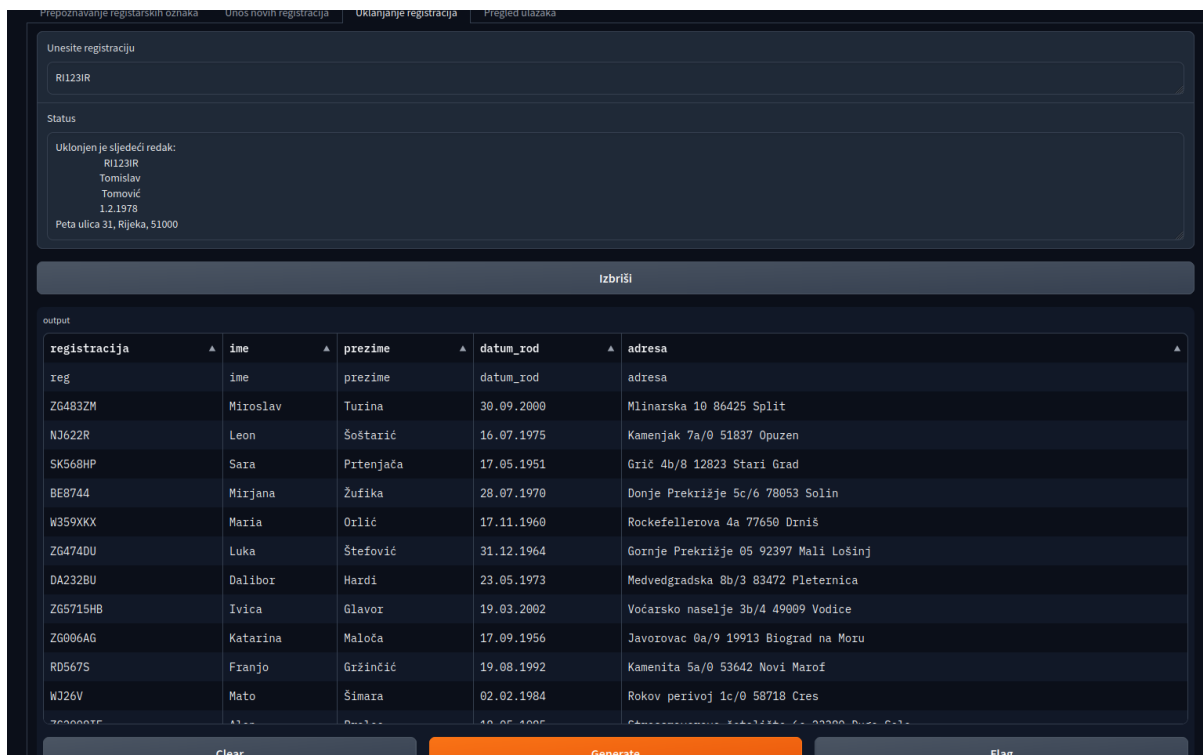 Prepoznavanje registarskih oznaka Unos novih registracija Uklanjanje registracija Pregled ulazaka
Unesite registraciju
RI123IR
Status
Uklonjen je sljedeći redak:
RI123IR
Tomislav
Tomović
1.2.1978
Peta ulica 31, Rijeka, 51000
Izbriši
output
registracija ▲ ime ▲ prezime ▲ datum_rod ▲ adresa ▲
reg ime prezime datum_rod adresa
ZG483ZM Miroslav Turina 30.09.2000 Mlinarska 10 86425 Split
NJ622R Leon Šoštarić 16.07.1975 Kamenjak 7a/0 51837 Opuzen
SK568HP Sara Prtenjača 17.05.1951 Grič 4b/8 12823 Stari Grad
BE8744 Mirjana Žufika 28.07.1970 Donje Prekrižje 5c/6 78053 Solin
W359XKX Maria Orlić 17.11.1960 Rockefellerova 4a 77650 Drniš
ZG474DU Luka Štefović 31.12.1964 Gornje Prekrižje 05 92397 Mali Lošinj
DA232BU Dalibor Hardi 23.05.1973 Medvedgradska 8b/3 83472 Pleternica
ZG5715HB Ivica Glavor 19.03.2002 Voćarsko naselje 3b/4 49009 Vodice
ZG006AG Katarina Maloča 17.09.1956 Javorovac 0a/9 19913 Biograd na Moru
RD567S Franjo Gržinčić 19.08.1992 Kamenita 5a/0 53642 Novi Marof
WJ26V Mato Šimara 02.02.1984 Rokov perivoj 1c/0 58718 Cres
Clear Generate Flag